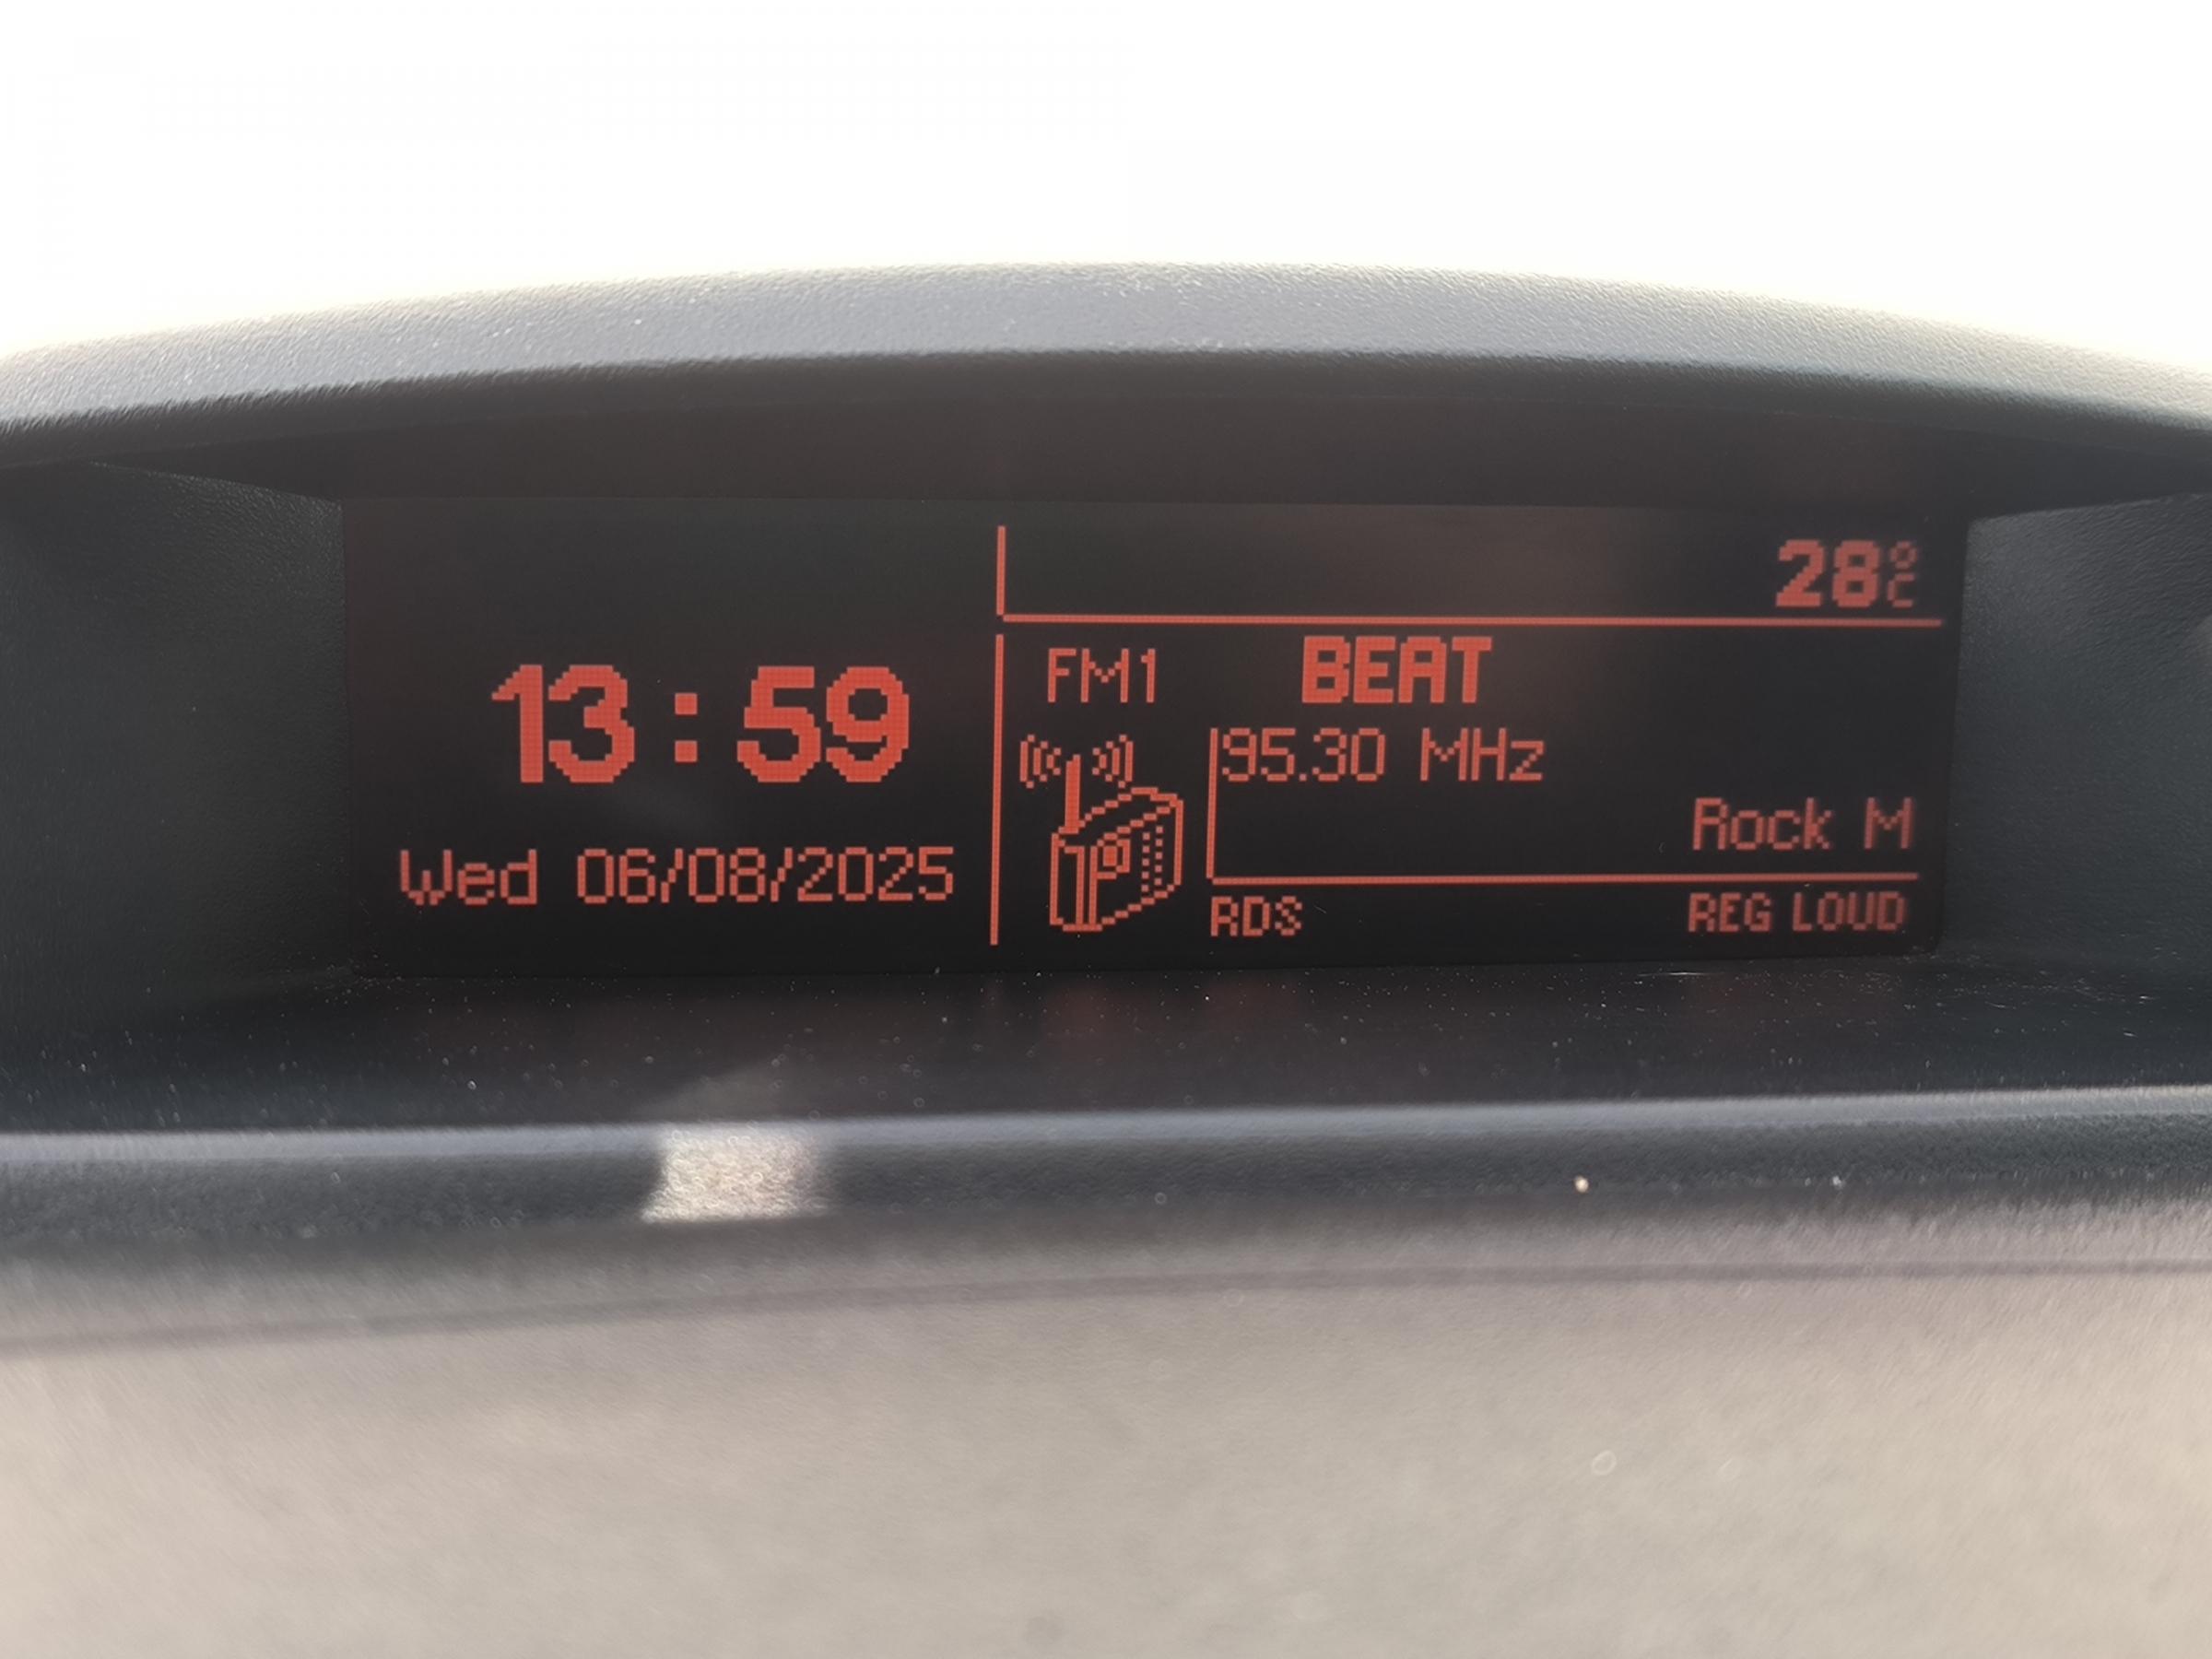 28°C
13:59
Wed 06/08/2025
FM1 BEAT
95.30 MHz
Rock M
RDS REG LOUD